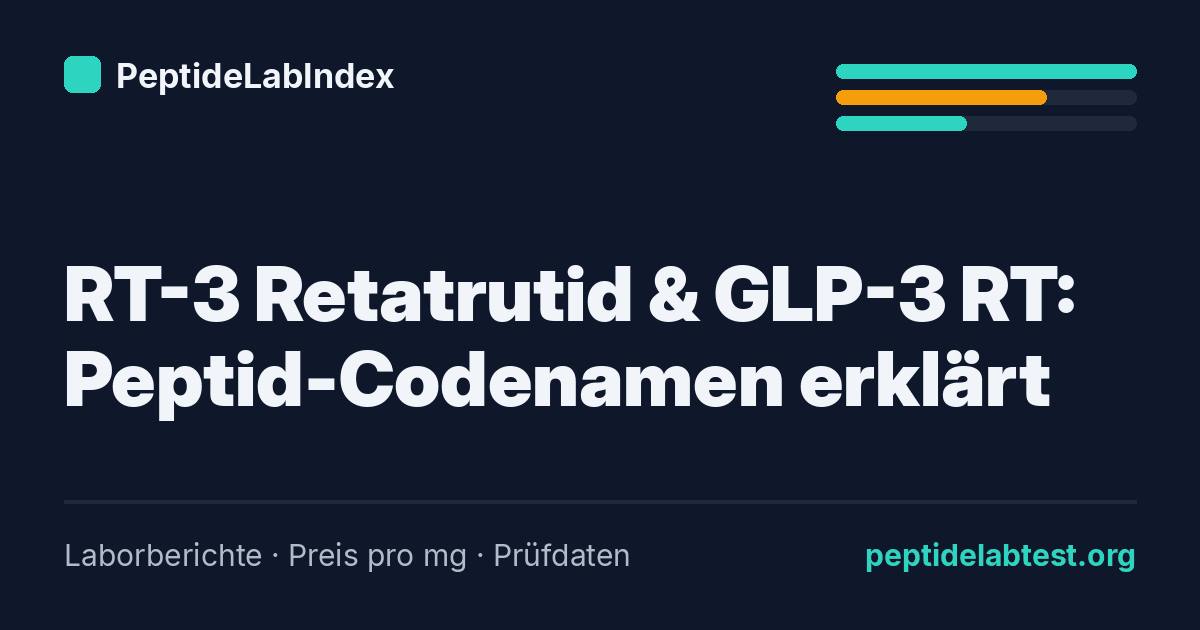 PeptideLabIndex
RT-3 Retatrutid & GLP-3 RT:
Peptid-Codenamen erklärt
Laborberichte · Preis pro mg · Prüfdaten
peptidelabtest.org